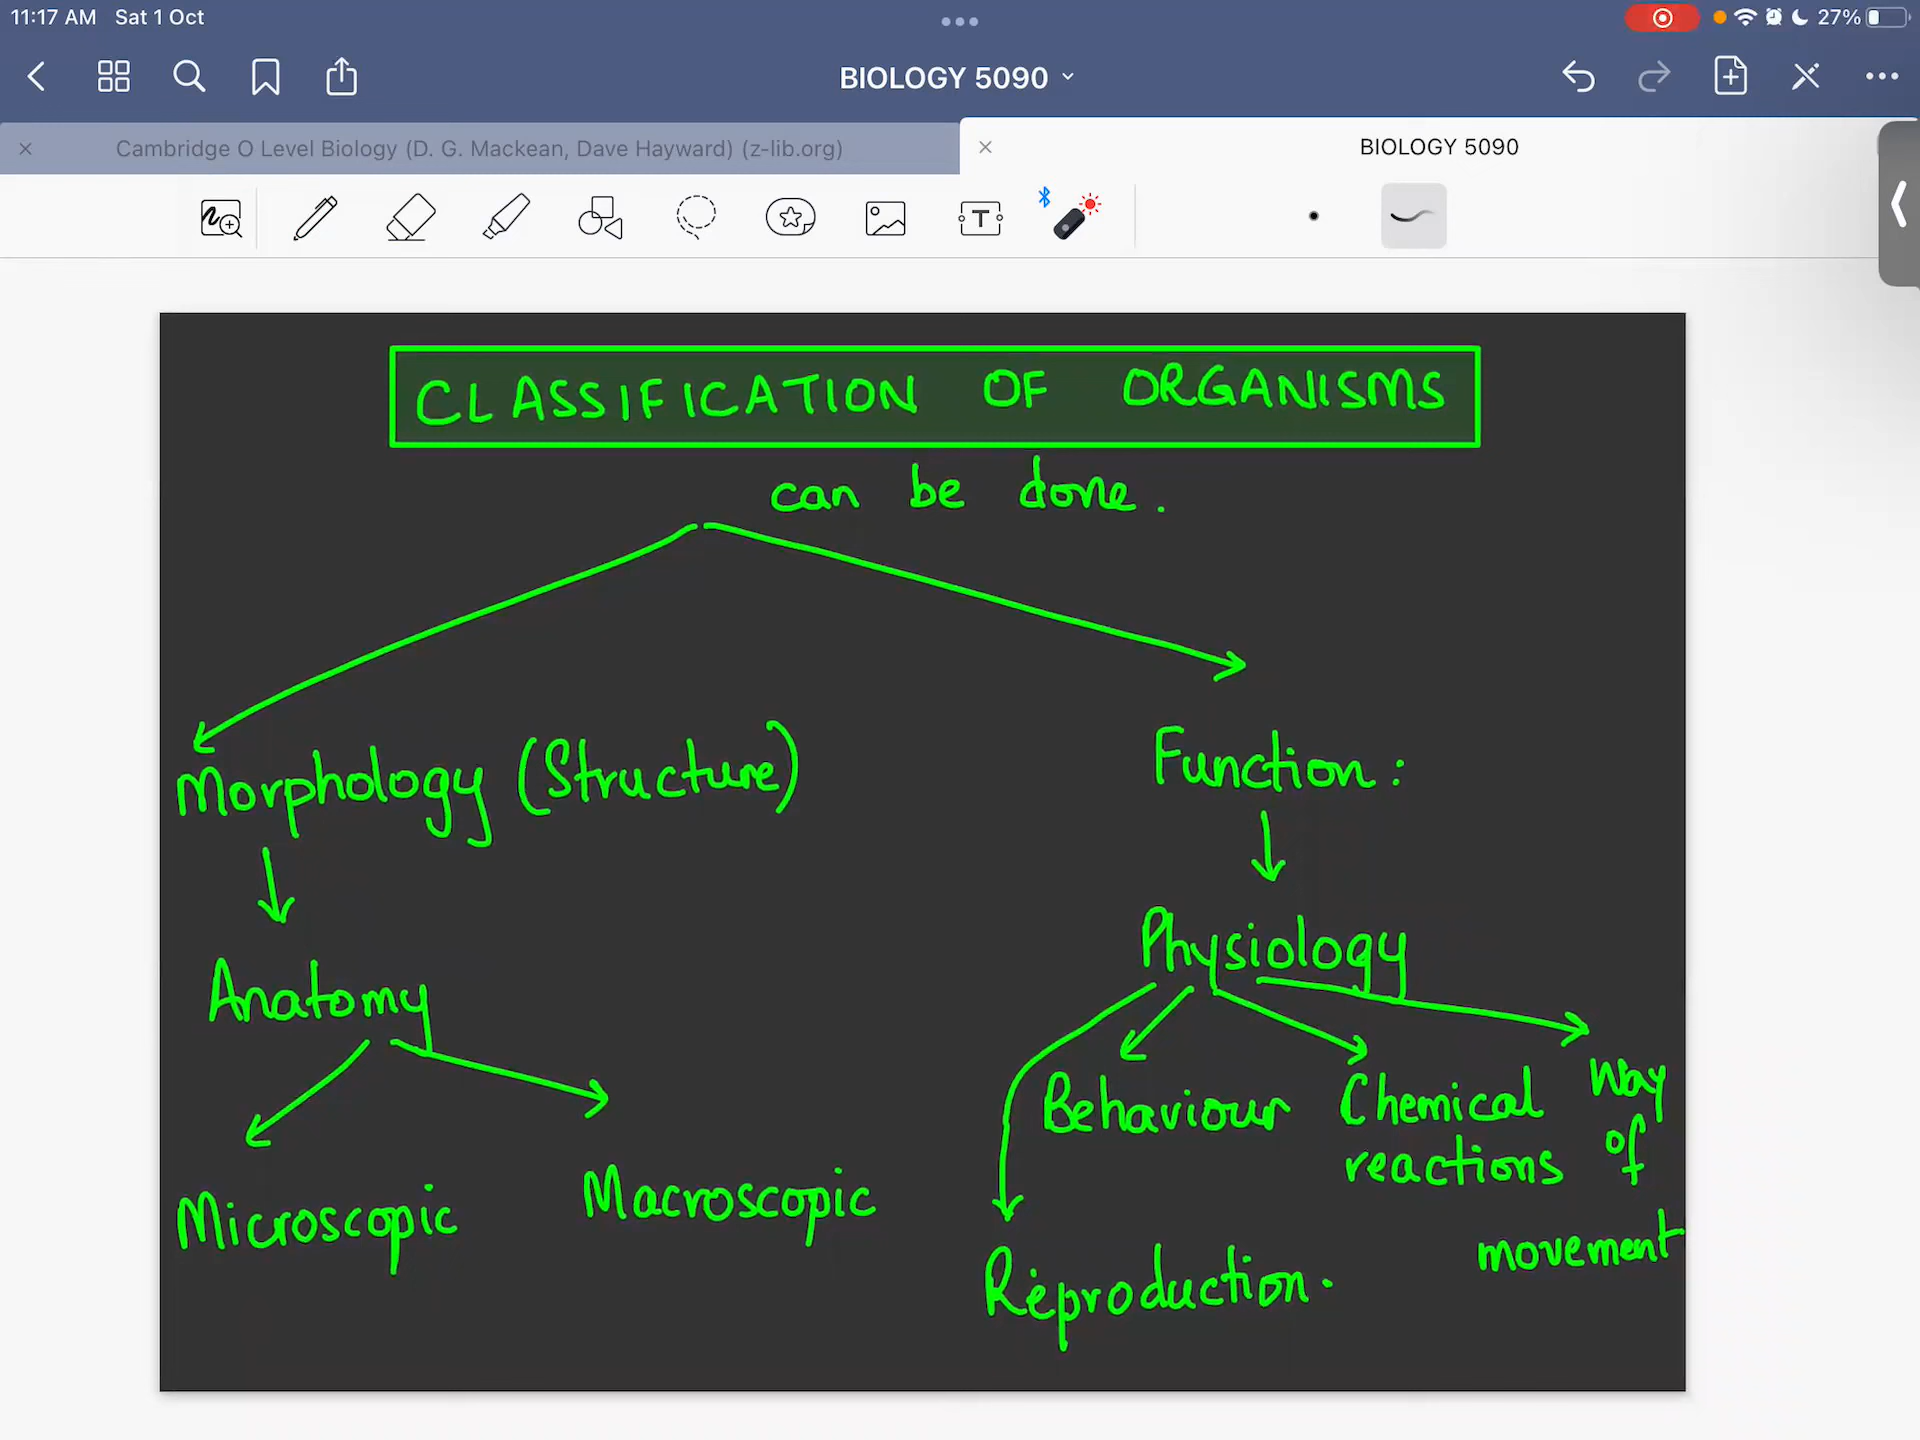 11:17 AM Sat 1 Oct
27%
BIOLOGY 5090
Cambridge O Level Biology (D. G. Mackean, Dave Hayward) (z-lib.org)
BIOLOGY 5090
T
CLASSIFICATION OF ORGANISMS
can be done.
Morphology (Structure)
Function:
Anatomy
Physiology
Microscopic
Macroscopic
Behaviour
Chemical
reactions
Way
of
movement
Reproduction.